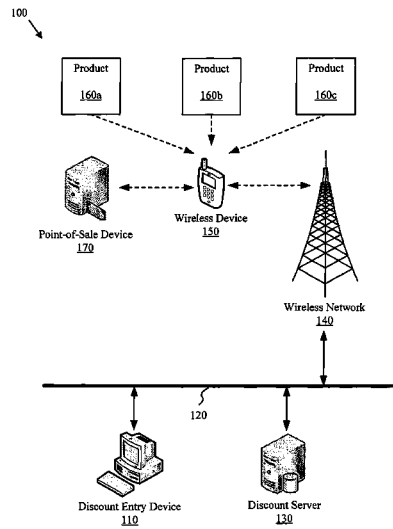 100
Product
160a
Product
160b
Product
160c
Point-of-Sale Device
170
Wireless Device
150
Wireless Network
140
120
Discount Entry Device
110
Discount Server
130